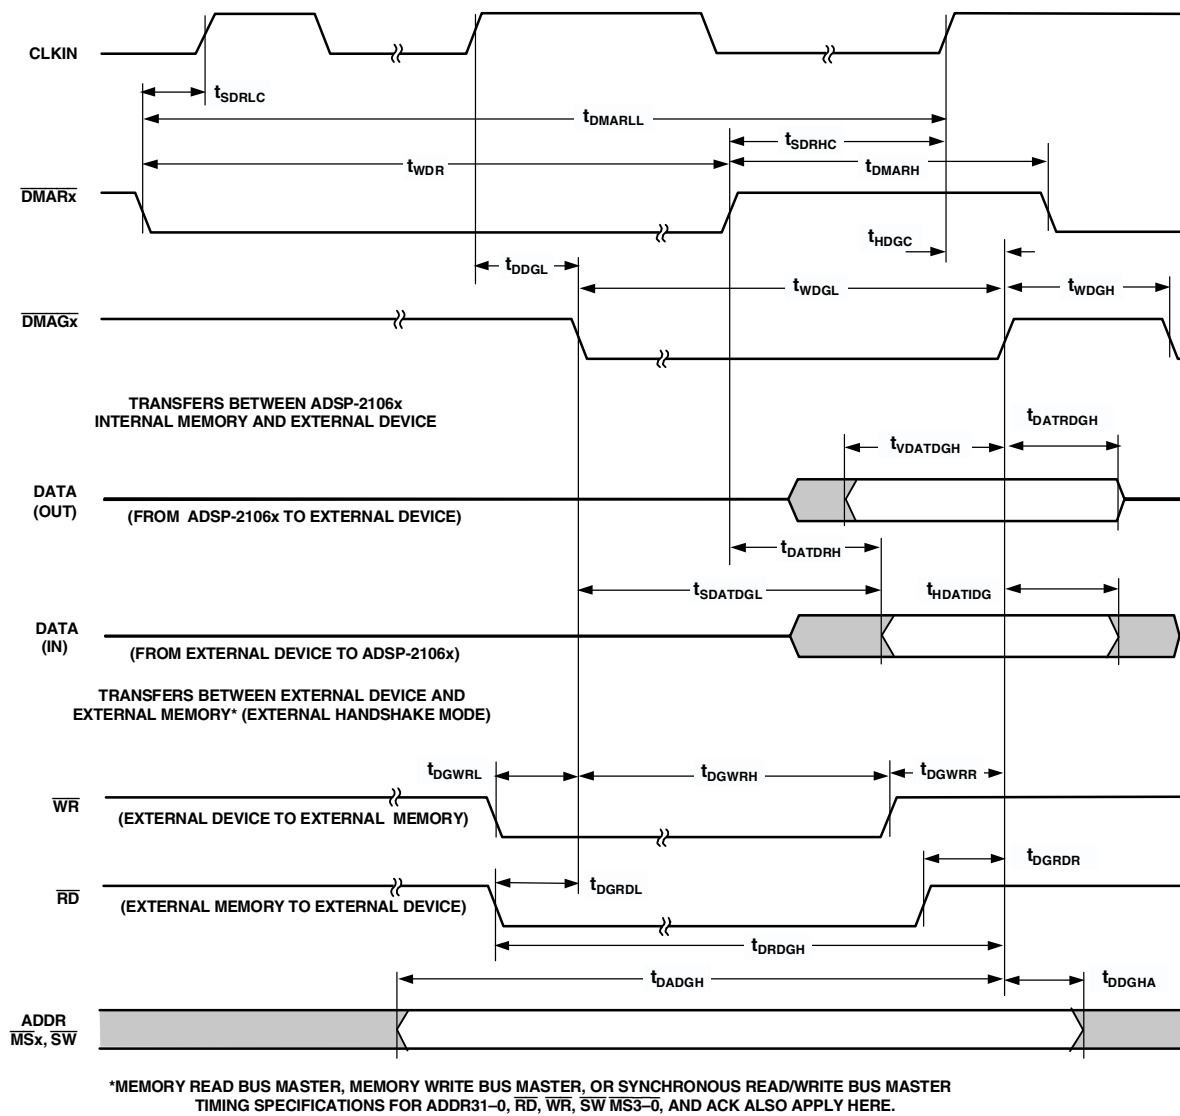 CLKIN
tSDRLC
tDMARLL
tSDRHC
tWDR
tDMARH
DMARx
tHDGC
tDDGL
tWDGL
tWDGH
DMAGx
TRANSFERS BETWEEN ADSP-2106x
INTERNAL MEMORY AND EXTERNAL DEVICE
tDATRDGH
tVDATDGH
DATA
(OUT)
(FROM ADSP-2106x TO EXTERNAL DEVICE)
tDATDRH
tSDATDGL
tHDATIDG
DATA
(IN)
(FROM EXTERNAL DEVICE TO ADSP-2106x)
TRANSFERS BETWEEN EXTERNAL DEVICE AND
EXTERNAL MEMORY* (EXTERNAL HANDSHAKE MODE)
tDGWRL
tDGWRH
tDGWRR
WR
(EXTERNAL DEVICE TO EXTERNAL MEMORY)
tDGRDR
tDGRDL
RD
(EXTERNAL MEMORY TO EXTERNAL DEVICE)
tDRDGH
tDADGH
tDDGHA
ADDR
MSx, SW
*MEMORY READ BUS MASTER, MEMORY WRITE BUS MASTER, OR SYNCHRONOUS READ/WRITE BUS MASTER
TIMING SPECIFICATIONS FOR ADDR31–0, RD, WR, SW MS3–0, AND ACK ALSO APPLY HERE.